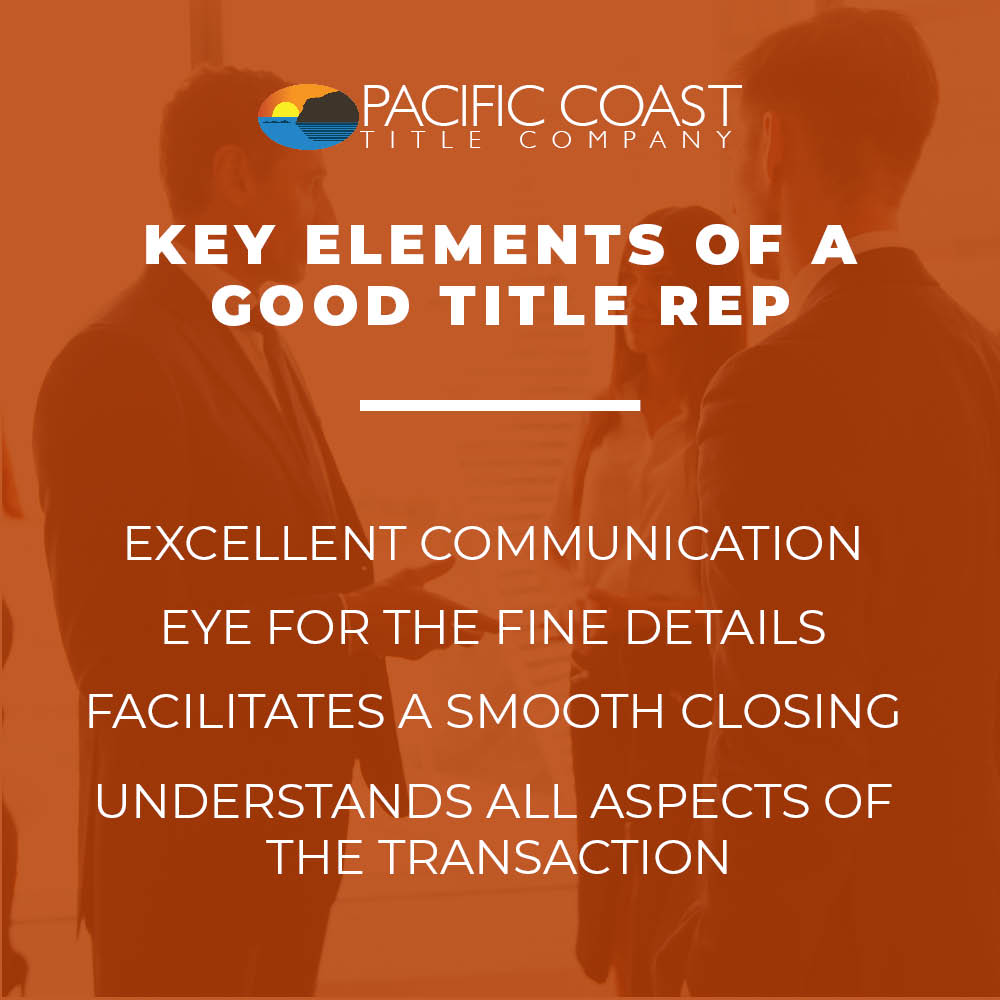 PACIFIC COAST
TITLE COMPANY
KEY ELEMENTS OF A
GOOD TITLE REP
EXCELLENT COMMUNICATION
EYE FOR THE FINE DETAILS
FACILITATES A SMOOTH CLOSING
UNDERSTANDS ALL ASPECTS OF
THE TRANSACTION